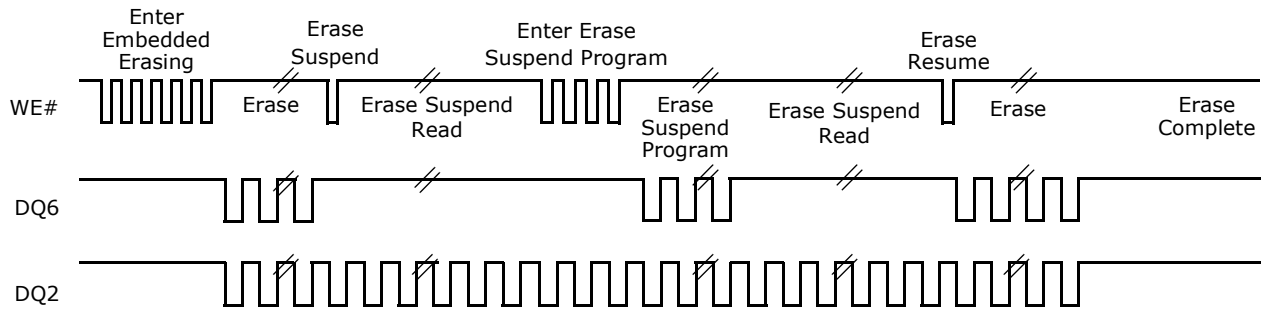 Enter
Embedded
Erasing
Erase
Suspend
Enter Erase
Suspend Program
Erase
Resume
WE#
Erase
Erase Suspend
Read
Erase
Suspend
Program
Erase Suspend
Read
Erase
Erase
Complete
DQ6
DQ2